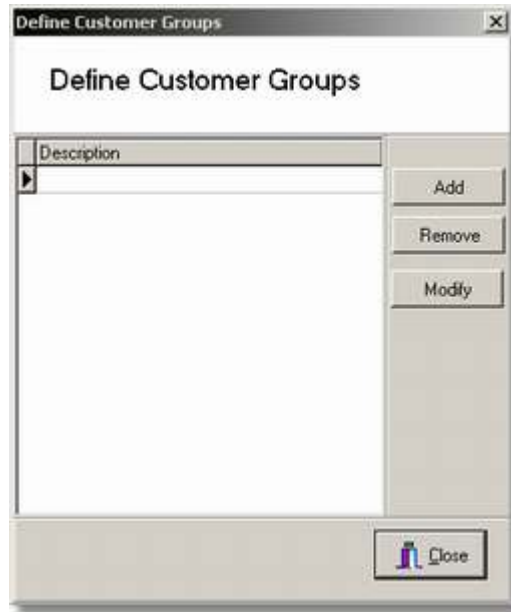 Define Customer Groups
Define Customer Groups
Description
Add
Remove
Modify
Close